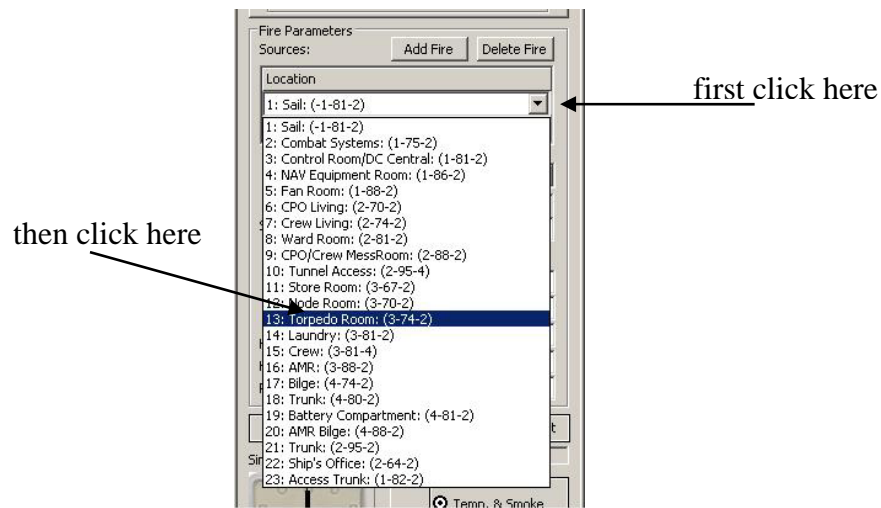 Fire Parameters
Sources: Add Fire Delete Fire
Location
first click here
1: Sail: (-1-81-2)
1: Sail: (-1-81-2)
2: Combat Systems: (1-75-2)
3: Control Room/DC Central: (1-81-2)
4: NAV Equipment Room: (1-86-2)
5: Fan Room: (1-88-2)
6: CPO Living: (2-70-2)
7: Crew Living: (2-74-2)
then click here
8: Ward Room: (2-81-2)
9: CPO/Crew MessRoom: (2-88-2)
10: Tunnel Access: (2-95-4)
11: Store Room: (3-67-2)
12: Node Room: (3-70-2)
13: Torpedo Room: (3-74-2)
14: Laundry: (3-81-2)
15: Crew: (3-81-4)
16: AMR: (3-88-2)
17: Bilge: (4-74-2)
18: Trunk: (4-80-2)
19: Battery Compartment: (4-81-2)
20: AMR Bilge: (4-88-2)
21: Trunk: (2-95-2)
22: Ship's Office: (2-64-2)
23: Access Trunk: (1-82-2)
Temp. & Smoke